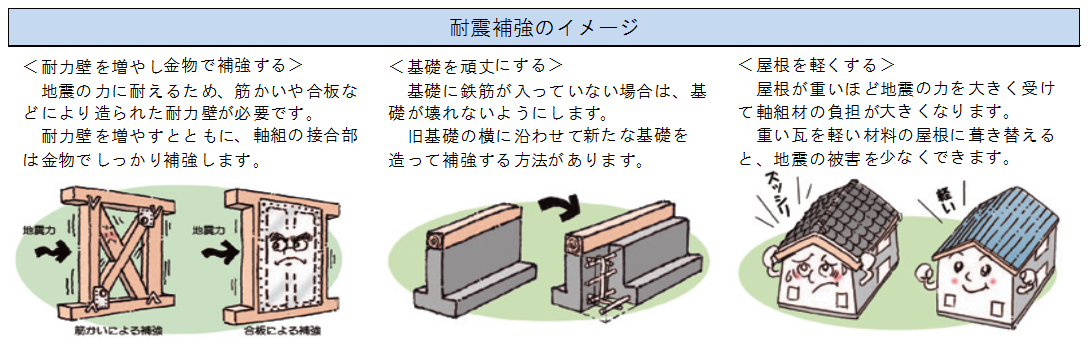 耐震補強のイメージ
＜耐力壁を増やし金物で補強する＞
地震の力に耐えるため、筋かいや合板な
どにより造られた耐力壁が必要です。
耐力壁を増やすとともに、軸組の接合部
は金物でしっかり補強します。
地震力
地震力
筋かいによる補強
合板による補強
＜基礎を頑丈にする＞
基礎に鉄筋が入っていない場合は、基
礎が壊れないようにします。
旧基礎の横に沿わせて新たな基礎を
造って補強する方法があります。
＜屋根を軽くする＞
屋根が重いほど地震の力を大きく受け
て軸組材の負担が大きくなります。
重い瓦を軽い材料の屋根に葺き替える
と、地震の被害を少なくできます。
ズッシリ
軽い